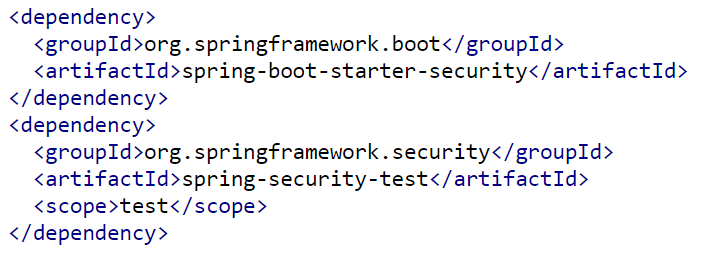 <dependency>
  <groupId>org.springframework.boot</groupId>
  <artifactId>spring-boot-starter-security</artifactId>
</dependency>
<dependency>
  <groupId>org.springframework.security</groupId>
  <artifactId>spring-security-test</artifactId>
  <scope>test</scope>
</dependency>